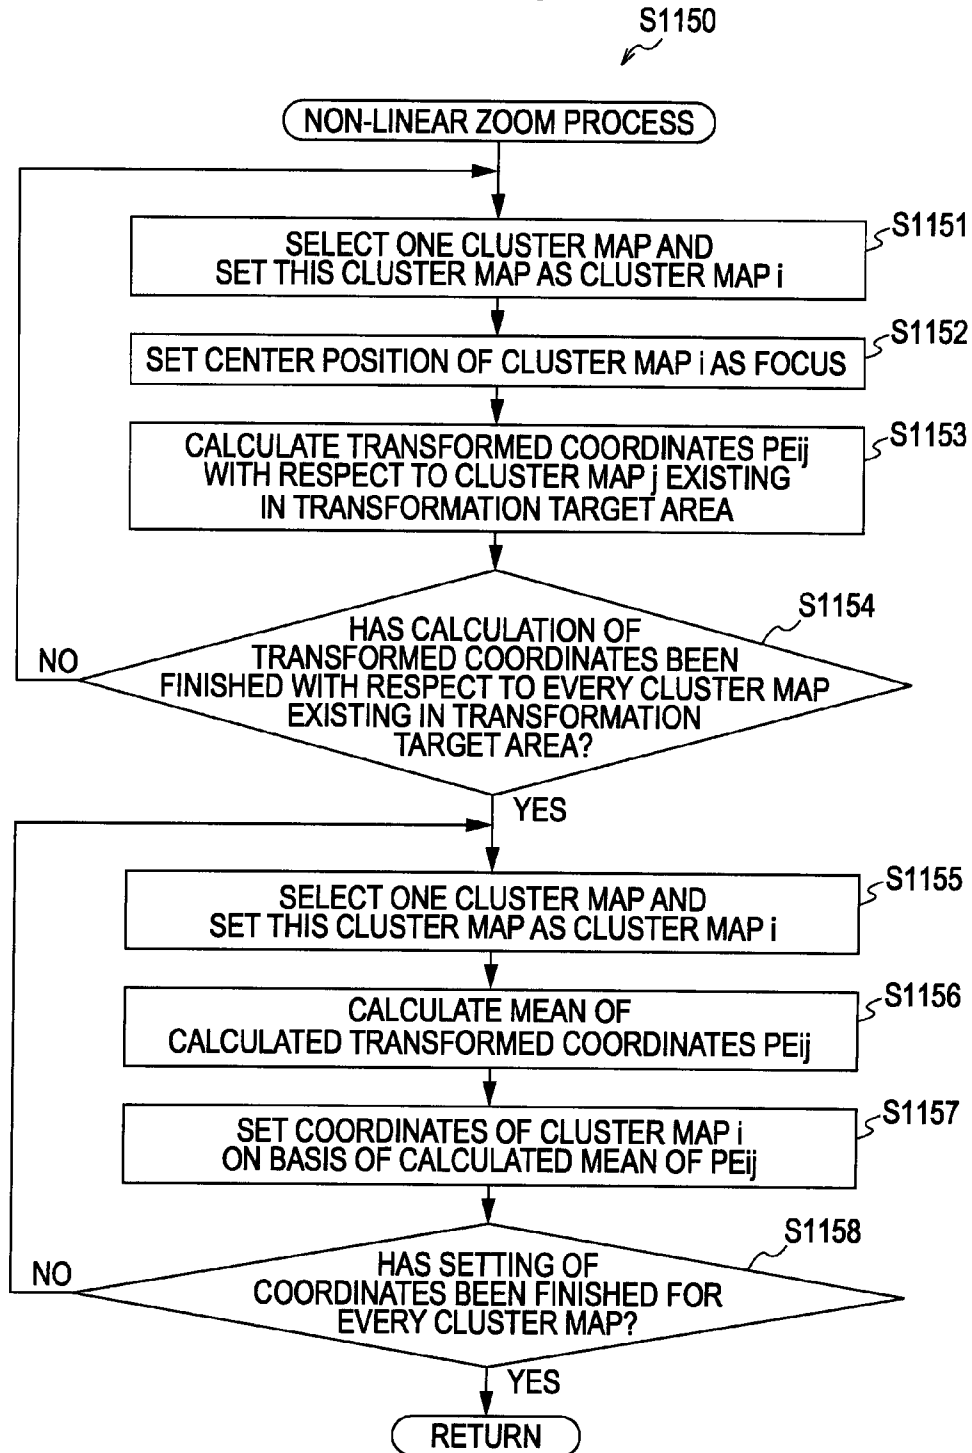 S1150
NON-LINEAR ZOOM PROCESS
S1151
SELECT ONE CLUSTER MAP AND
SET THIS CLUSTER MAP AS CLUSTER MAP i
S1152
SET CENTER POSITION OF CLUSTER MAP i AS FOCUS
S1153
CALCULATE TRANSFORMED COORDINATES PEij
WITH RESPECT TO CLUSTER MAP j EXISTING
IN TRANSFORMATION TARGET AREA
S1154
HAS CALCULATION OF
TRANSFORMED COORDINATES BEEN
FINISHED WITH RESPECT TO EVERY CLUSTER MAP
EXISTING IN TRANSFORMATION
TARGET AREA?
NO
YES
S1155
SELECT ONE CLUSTER MAP AND
SET THIS CLUSTER MAP AS CLUSTER MAP i
S1156
CALCULATE MEAN OF
CALCULATED TRANSFORMED COORDINATES PEij
S1157
SET COORDINATES OF CLUSTER MAP i
ON BASIS OF CALCULATED MEAN OF PEij
S1158
HAS SETTING OF
COORDINATES BEEN FINISHED FOR
EVERY CLUSTER MAP?
NO
YES
RETURN